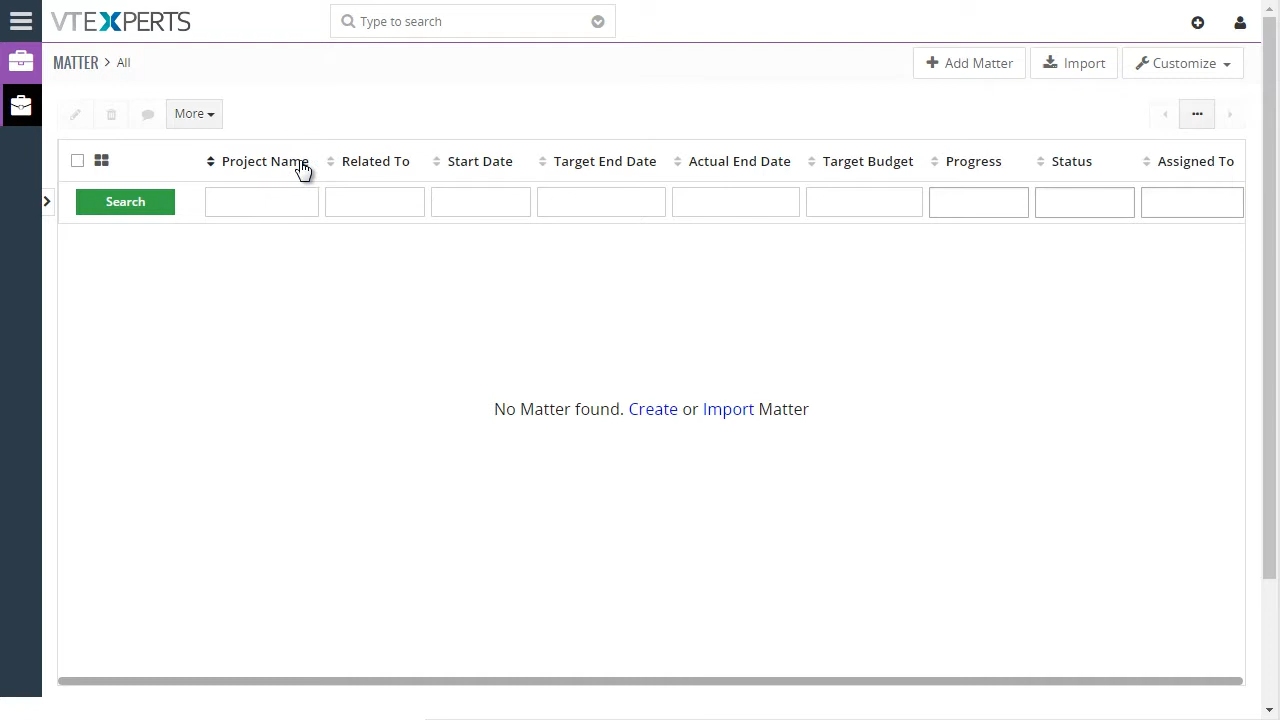 VTEXPERTS
Type to search
MATTER > All
Add Matter
Import
Customize
More
...
Project Name
Related To
Start Date
Target End Date
Actual End Date
Target Budget
Progress
Status
Assigned To
Search
No Matter found. Create or Import Matter